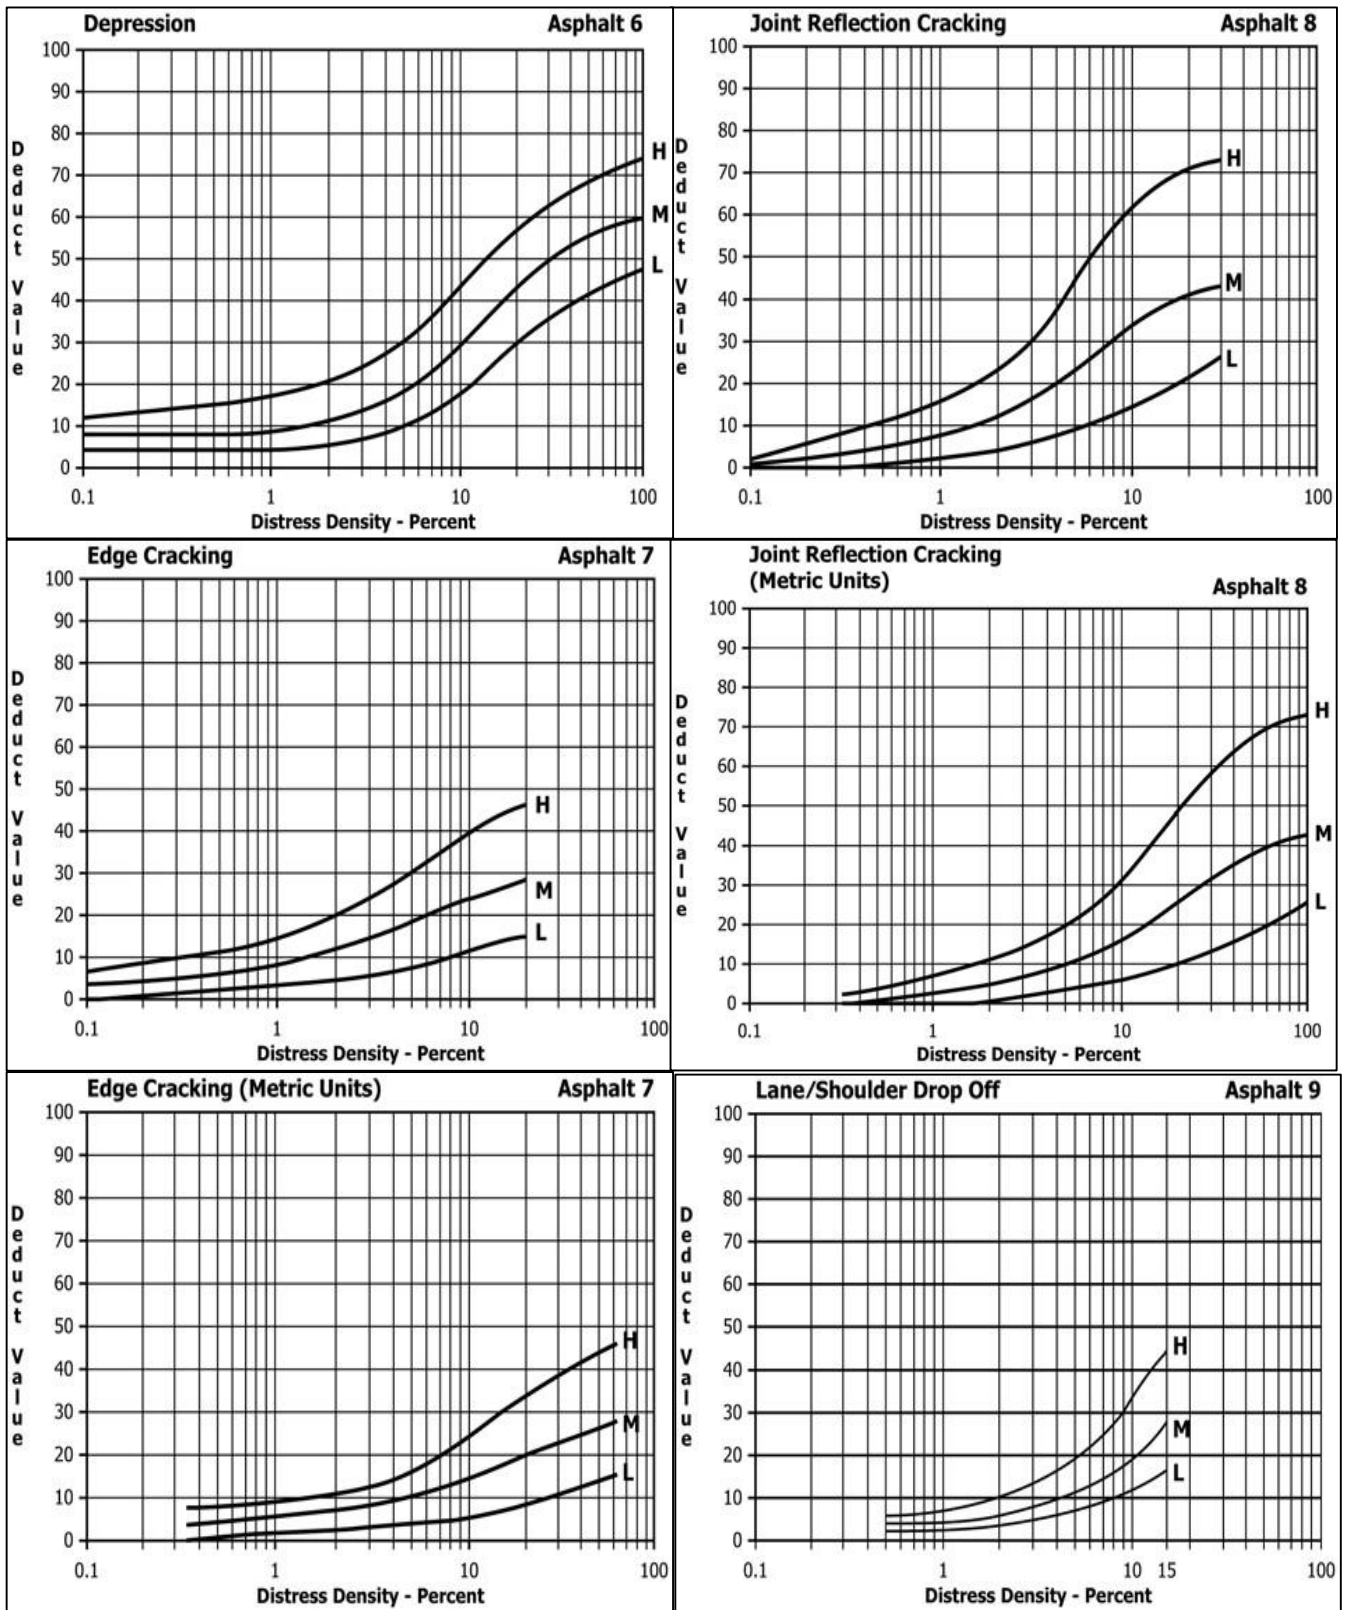 Depression Asphalt 6
Deduct Value
100
90
80
70
60
50
40
30
20
10
0
H
M
L
0.1 1 10 100
Distress Density - Percent
Joint Reflection Cracking Asphalt 8
Deduct Value
100
90
80
70
60
50
40
30
20
10
0
H
M
L
0.1 1 10 100
Distress Density - Percent
Edge Cracking Asphalt 7
Deduct Value
100
90
80
70
60
50
40
30
20
10
0
H
M
L
0.1 1 10 100
Distress Density - Percent
Joint Reflection Cracking
(Metric Units) Asphalt 8
Deduct Value
100
90
80
70
60
50
40
30
20
10
0
H
M
L
0.1 1 10 100
Distress Density - Percent
Edge Cracking (Metric Units) Asphalt 7
Deduct Value
100
90
80
70
60
50
40
30
20
10
0
H
M
L
0.1 1 10 100
Distress Density - Percent
Lane/Shoulder Drop Off Asphalt 9
Deduct Value
100
90
80
70
60
50
40
30
20
10
0
H
M
L
0.1 1 10 15 100
Distress Density - Percent